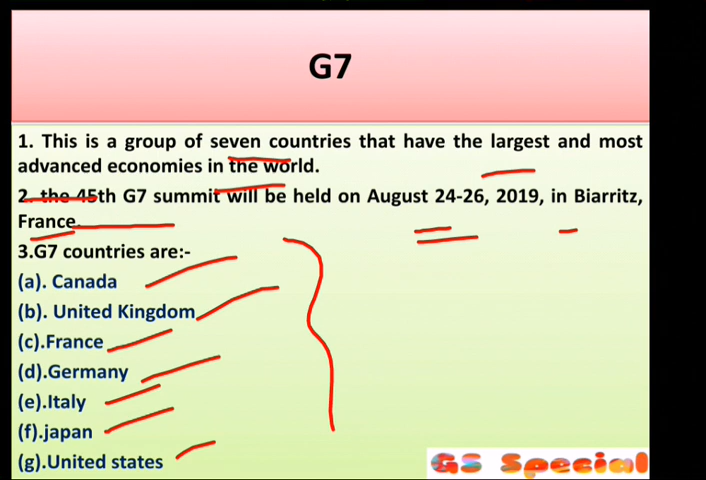 G7
1. This is a group of seven countries that have the largest and most
advanced economies in the world.
2. the 45th G7 summit will be held on August 24-26, 2019, in Biarritz,
France.
3.G7 countries are:-
(a). Canada
(b). United Kingdom
(c).France
(d).Germany
(e).Italy
(f).japan
(g).United states
GS Special